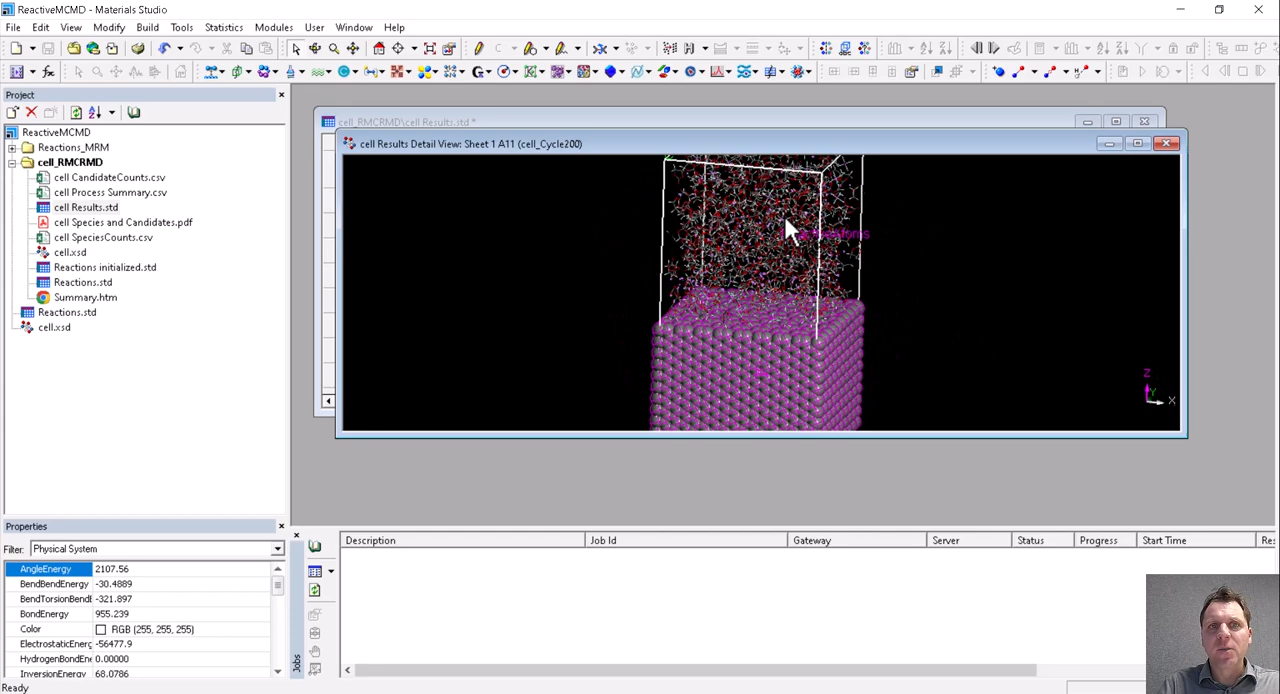 ReactiveMCMD - Materials Studio
File Edit View Modify Build Tools Statistics Modules User Window Help
Project
ReactiveMCMD
Reactions_MRM
cell_RMCRMD
cell CandidateCounts.csv
cell Process Summary.csv
cell Results.std
cell Species and Candidates.pdf
cell SpeciesCounts.csv
cell.xsd
Reactions initialized.std
Reactions.std
Summary.htm
Reactions.std
cell.xsd
cell_RMCRMD\cell Results.std *
cell Results Detail View: Sheet 1 A11 (cell_Cycle200)
Z
Y
X
Properties
Filter: Physical System
AngleEnergy 2107.56
BendBendEnergy -30.4889
BendTorsionBendE -321.897
BondEnergy 955.239
Color RGB (255, 255, 255)
ElectrostaticEnerg -56477.9
HydrogenBondEne 0.00000
InversionEnergy 68.0786
Jobs
Description Job Id Gateway Server Status Progress Start Time Res
Ready